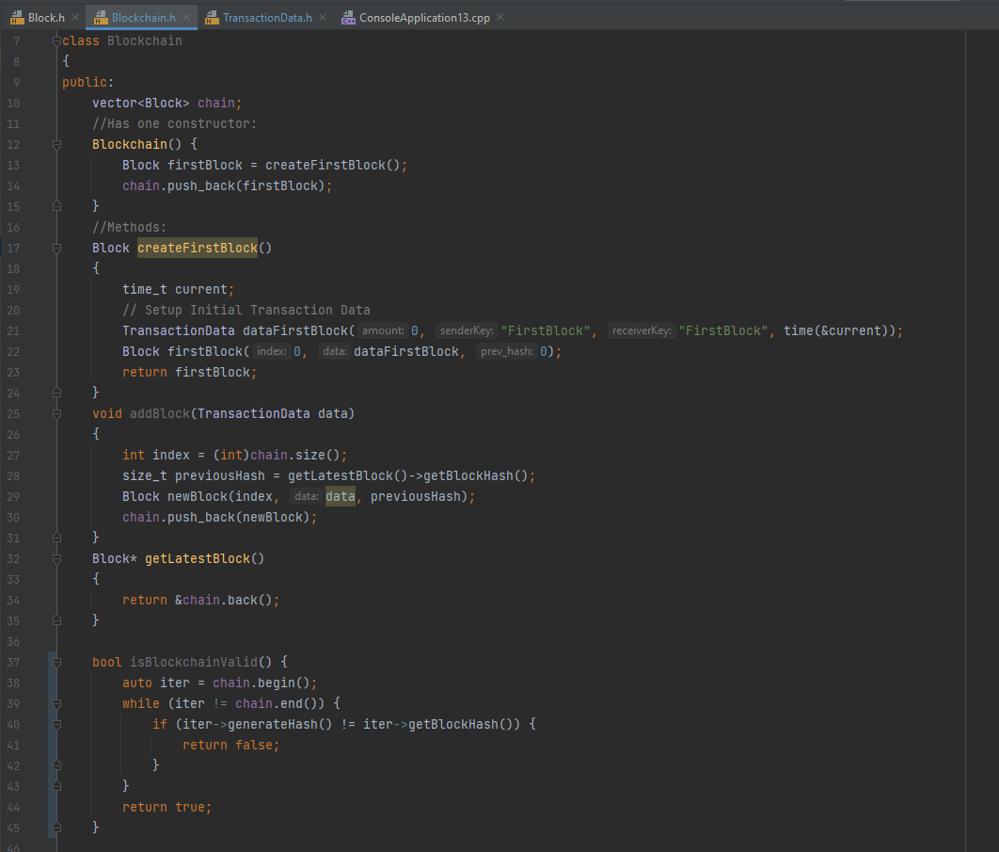 Block.h Blockchain.h TransactionData.h ConsoleApplication13.cpp
7 class Blockchain
8 {
9 public:
10 vector<Block> chain;
11 //Has one constructor:
12 Blockchain() {
13 Block firstBlock = createFirstBlock();
14 chain.push_back(firstBlock);
15 }
16 //Methods:
17 Block createFirstBlock()
18 {
19 time_t current;
20 // Setup Initial Transaction Data
21 TransactionData dataFirstBlock( amount: 0, senderKey: "FirstBlock", receiverKey: "FirstBlock", time(&current));
22 Block firstBlock( index: 0, data: dataFirstBlock, prev_hash: 0);
23 return firstBlock;
24 }
25 void addBlock(TransactionData data)
26 {
27 int index = (int)chain.size();
28 size_t previousHash = getLatestBlock()->getBlockHash();
29 Block newBlock(index, data: data, previousHash);
30 chain.push_back(newBlock);
31 }
32 Block* getLatestBlock()
33 {
34 return &chain.back();
35 }
36
37 bool isBlockchainValid() {
38 auto iter = chain.begin();
39 while (iter != chain.end()) {
40 if (iter->generateHash() != iter->getBlockHash()) {
41 return false;
42 }
43 }
44 return true;
45 }
46